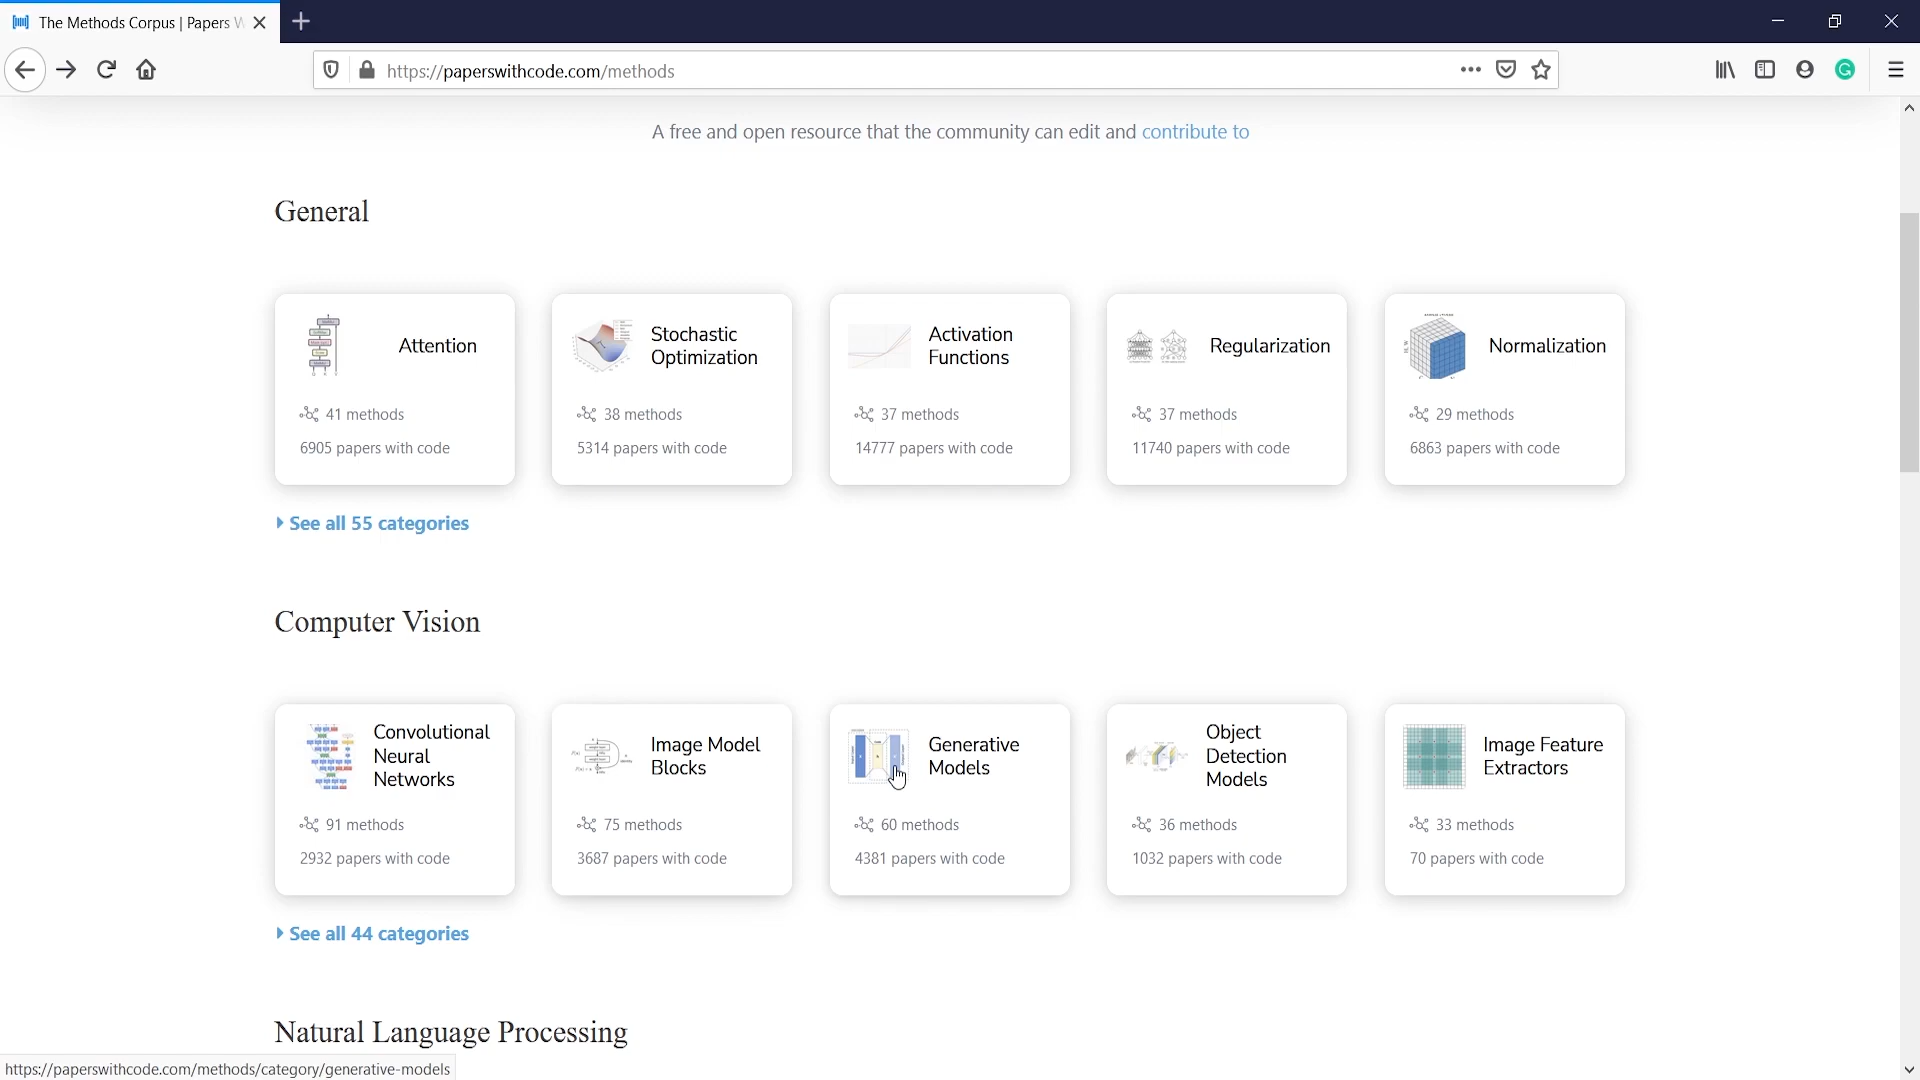 The Methods Corpus | Papers W
https://paperswithcode.com/methods
A free and open resource that the community can edit and contribute to
General
Attention
41 methods
6905 papers with code
Stochastic
Optimization
38 methods
5314 papers with code
Activation
Functions
37 methods
14777 papers with code
Regularization
37 methods
11740 papers with code
Normalization
29 methods
6863 papers with code
See all 55 categories
Computer Vision
Convolutional
Neural
Networks
91 methods
2932 papers with code
Image Model
Blocks
75 methods
3687 papers with code
Generative
Models
60 methods
4381 papers with code
Object
Detection
Models
36 methods
1032 papers with code
Image Feature
Extractors
33 methods
70 papers with code
See all 44 categories
Natural Language Processing
https://paperswithcode.com/methods/category/generative-models